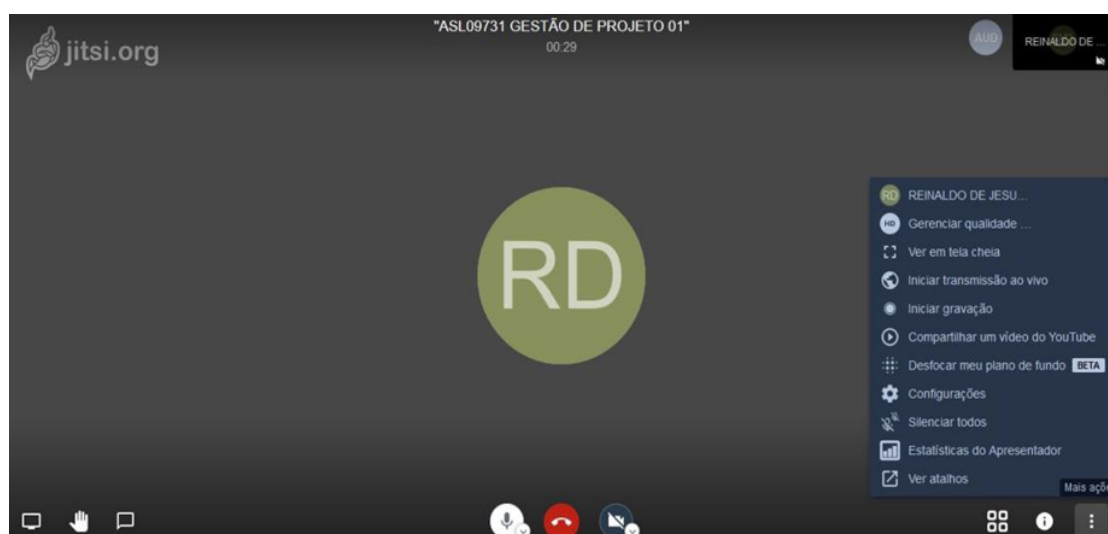 jitsi.org
"ASL09731 GESTÃO DE PROJETO 01"
00:29
AUD
REINALDO DE ...
RD
RD REINALDO DE JESU...
HD Gerenciar qualidade ...
Ver em tela cheia
Iniciar transmissão ao vivo
Iniciar gravação
Compartilhar um vídeo do YouTube
Desfocar meu plano de fundo BETA
Configurações
Silenciar todos
Estatísticas do Apresentador
Ver atalhos
Mais açõe